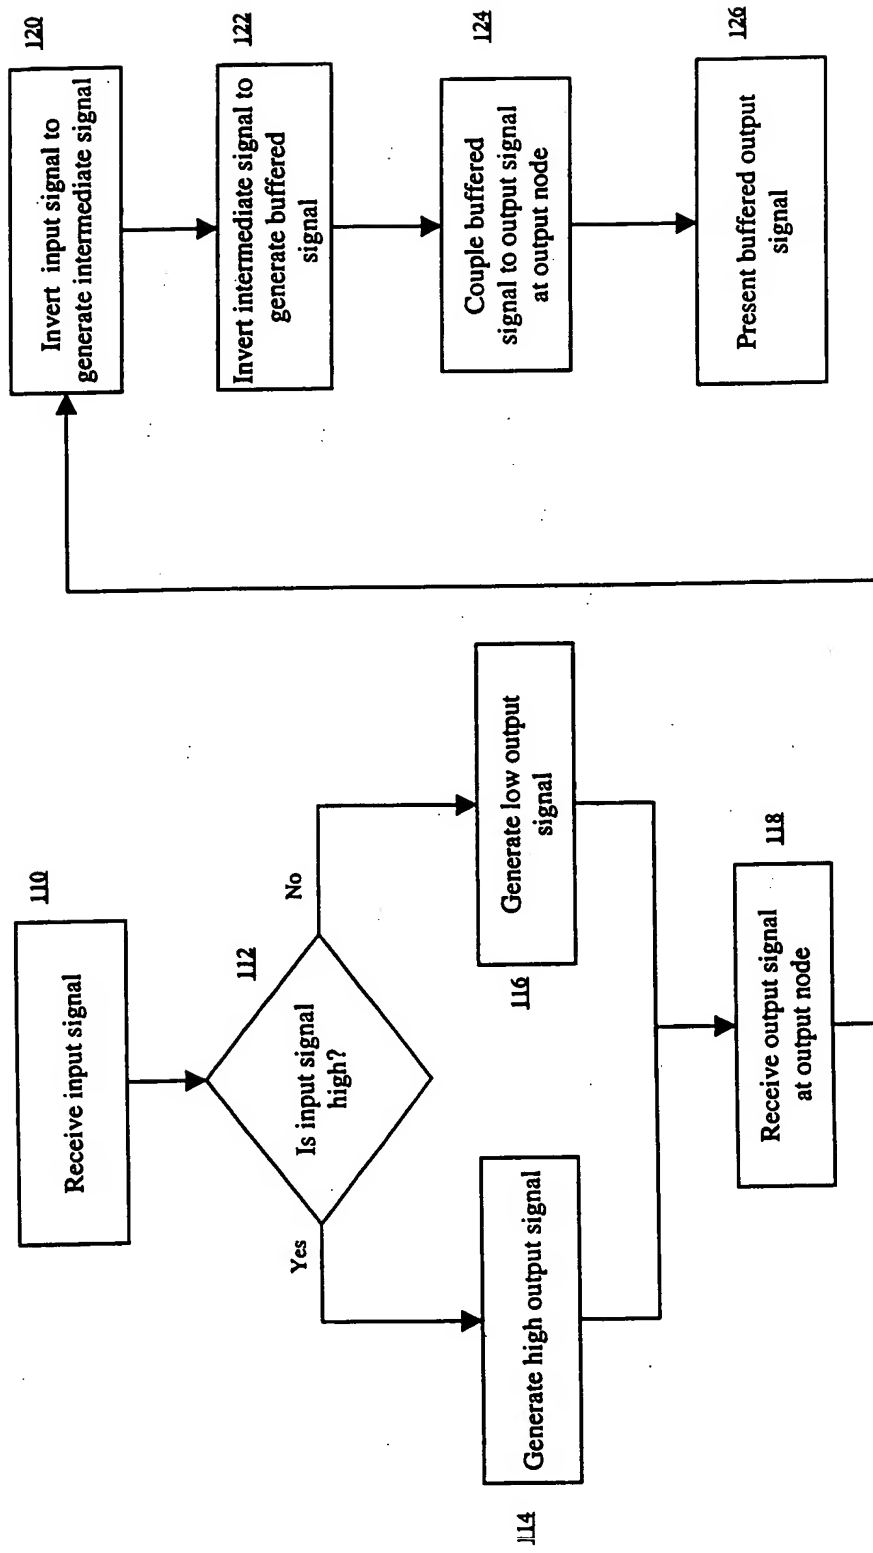 110
Receive input signal
112
Is input signal
high?
Yes
No
114
Generate high output signal
116
Generate low output
signal
118
Receive output signal
at output node
120
Invert input signal to
generate intermediate signal
122
Invert intermediate signal to
generate buffered
signal
124
Couple buffered
signal to output signal
at output node
126
Present buffered output
signal